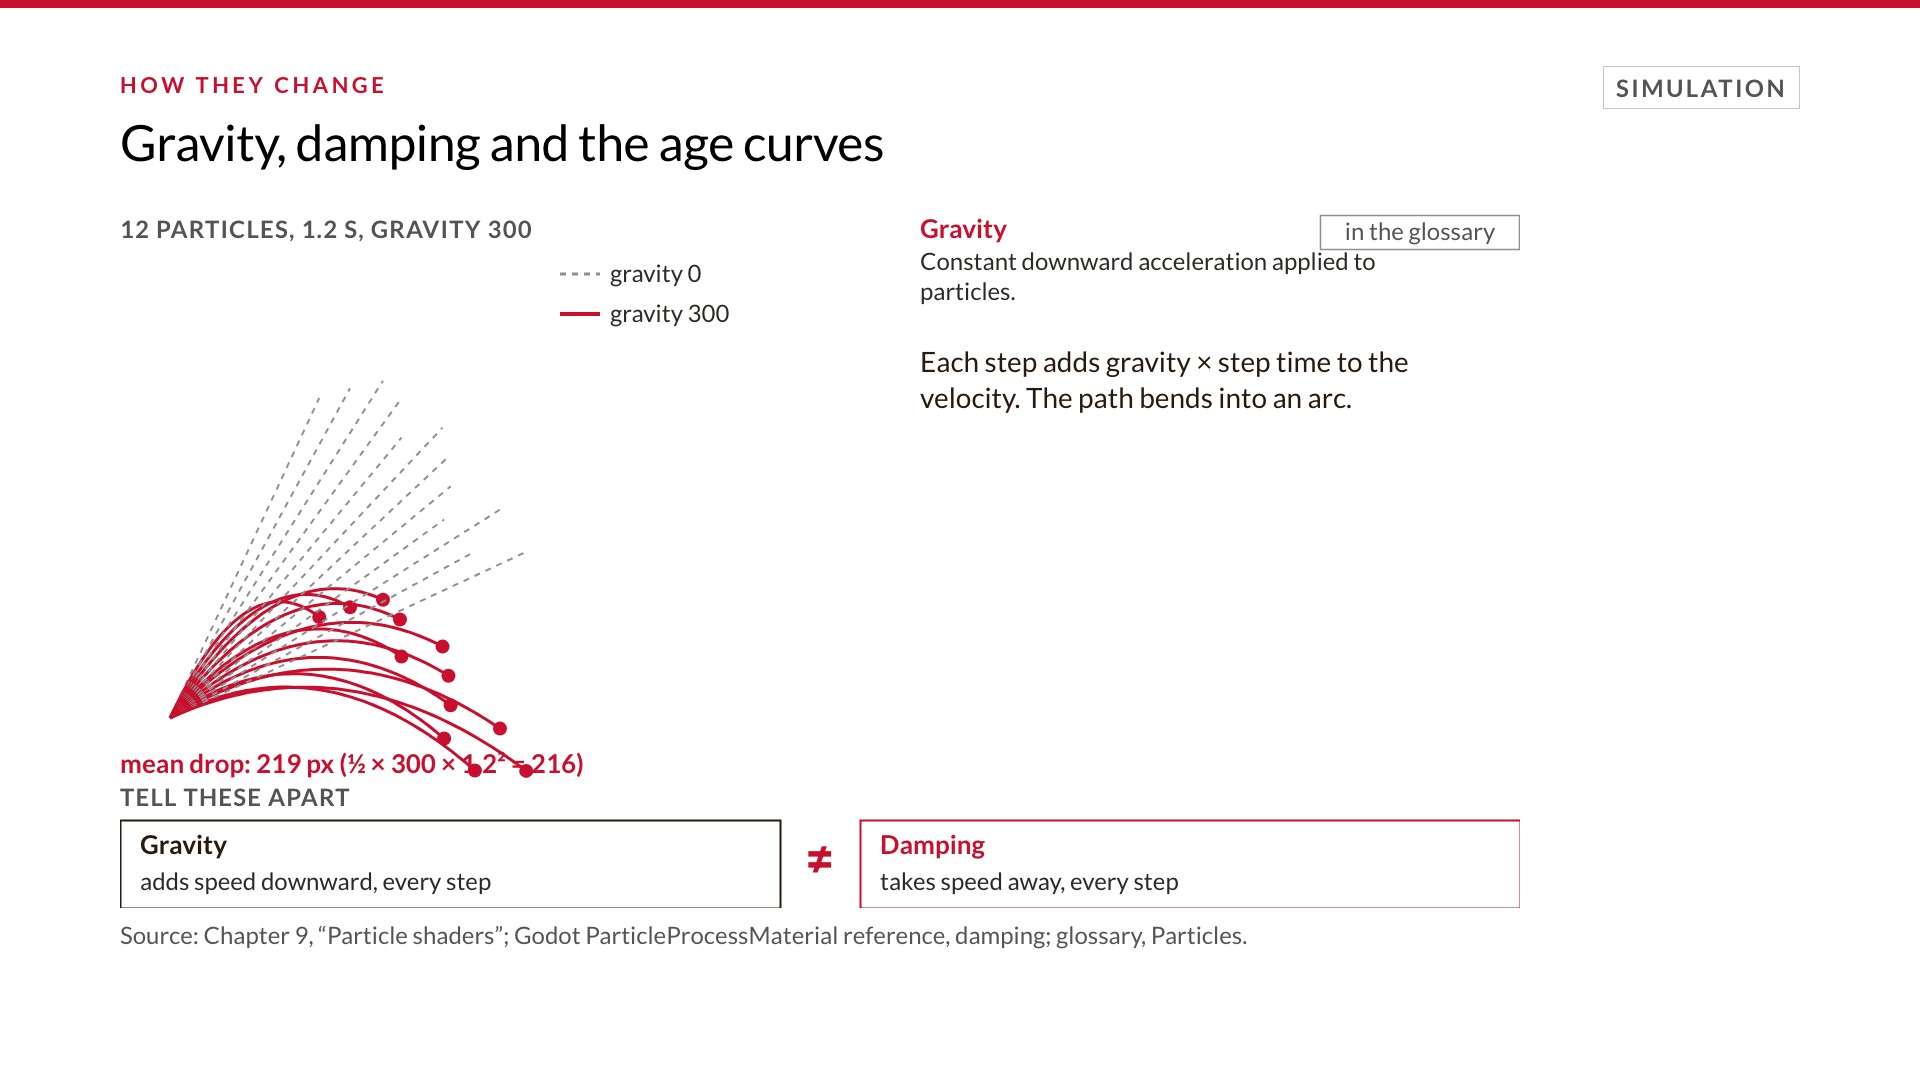 HOW THEY CHANGE
SIMULATION
Gravity, damping and the age curves
12 PARTICLES, 1.2 S, GRAVITY 300
gravity 0
gravity 300
Gravity
in the glossary
Constant downward acceleration applied to
particles.
Each step adds gravity × step time to the
velocity. The path bends into an arc.
mean drop: 219 px (½ × 300 × 1.2² = 216)
TELL THESE APART
Gravity
adds speed downward, every step
≠
Damping
takes speed away, every step
Source: Chapter 9, “Particle shaders”; Godot ParticleProcessMaterial reference, damping; glossary, Particles.